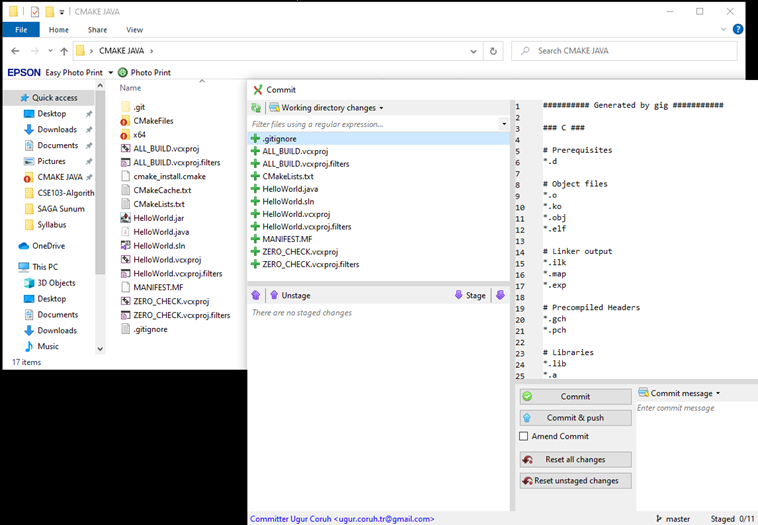 CMAKE JAVA
File
Home
Share
View
CMAKE JAVA
Search CMAKE JAVA
EPSON Easy Photo Print Photo Print
Quick access
Desktop
Downloads
Documents
Pictures
CMAKE JAVA
CSE103-Algorith
SAGA Sunum
Syllabus
OneDrive
This PC
3D Objects
Desktop
Documents
Downloads
Music
17 items
Name
.git
CMakeFiles
x64
ALL_BUILD.vcxproj
ALL_BUILD.vcxproj.filters
cmake_install.cmake
CMakeCache.txt
CMakeLists.txt
HelloWorld.jar
HelloWorld.java
HelloWorld.sln
HelloWorld.vcxproj
HelloWorld.vcxproj.filters
MANIFEST.MF
ZERO_CHECK.vcxproj
ZERO_CHECK.vcxproj.filters
.gitignore
Commit
Working directory changes
Filter files using a regular expression...
.gitignore
ALL_BUILD.vcxproj
ALL_BUILD.vcxproj.filters
CMakeLists.txt
HelloWorld.java
HelloWorld.sln
HelloWorld.vcxproj
HelloWorld.vcxproj.filters
MANIFEST.MF
ZERO_CHECK.vcxproj
ZERO_CHECK.vcxproj.filters
Unstage
Stage
There are no staged changes
1 ########## Generated by gig ###########
2
3 ### C ###
4
5 # Prerequisites
6 *.d
7
8 # Object files
9 *.o
10 *.ko
11 *.obj
12 *.elf
13
14 # Linker output
15 *.ilk
16 *.map
17 *.exp
18
19 # Precompiled Headers
20 *.gch
21 *.pch
22
23 # Libraries
24 *.lib
25 *.a
Commit
Commit & push
Amend Commit
Reset all changes
Reset unstaged changes
Commit message
Enter commit message
Committer Ugur Coruh <ugur.coruh.tr@gmail.com>
master
Staged 0/11